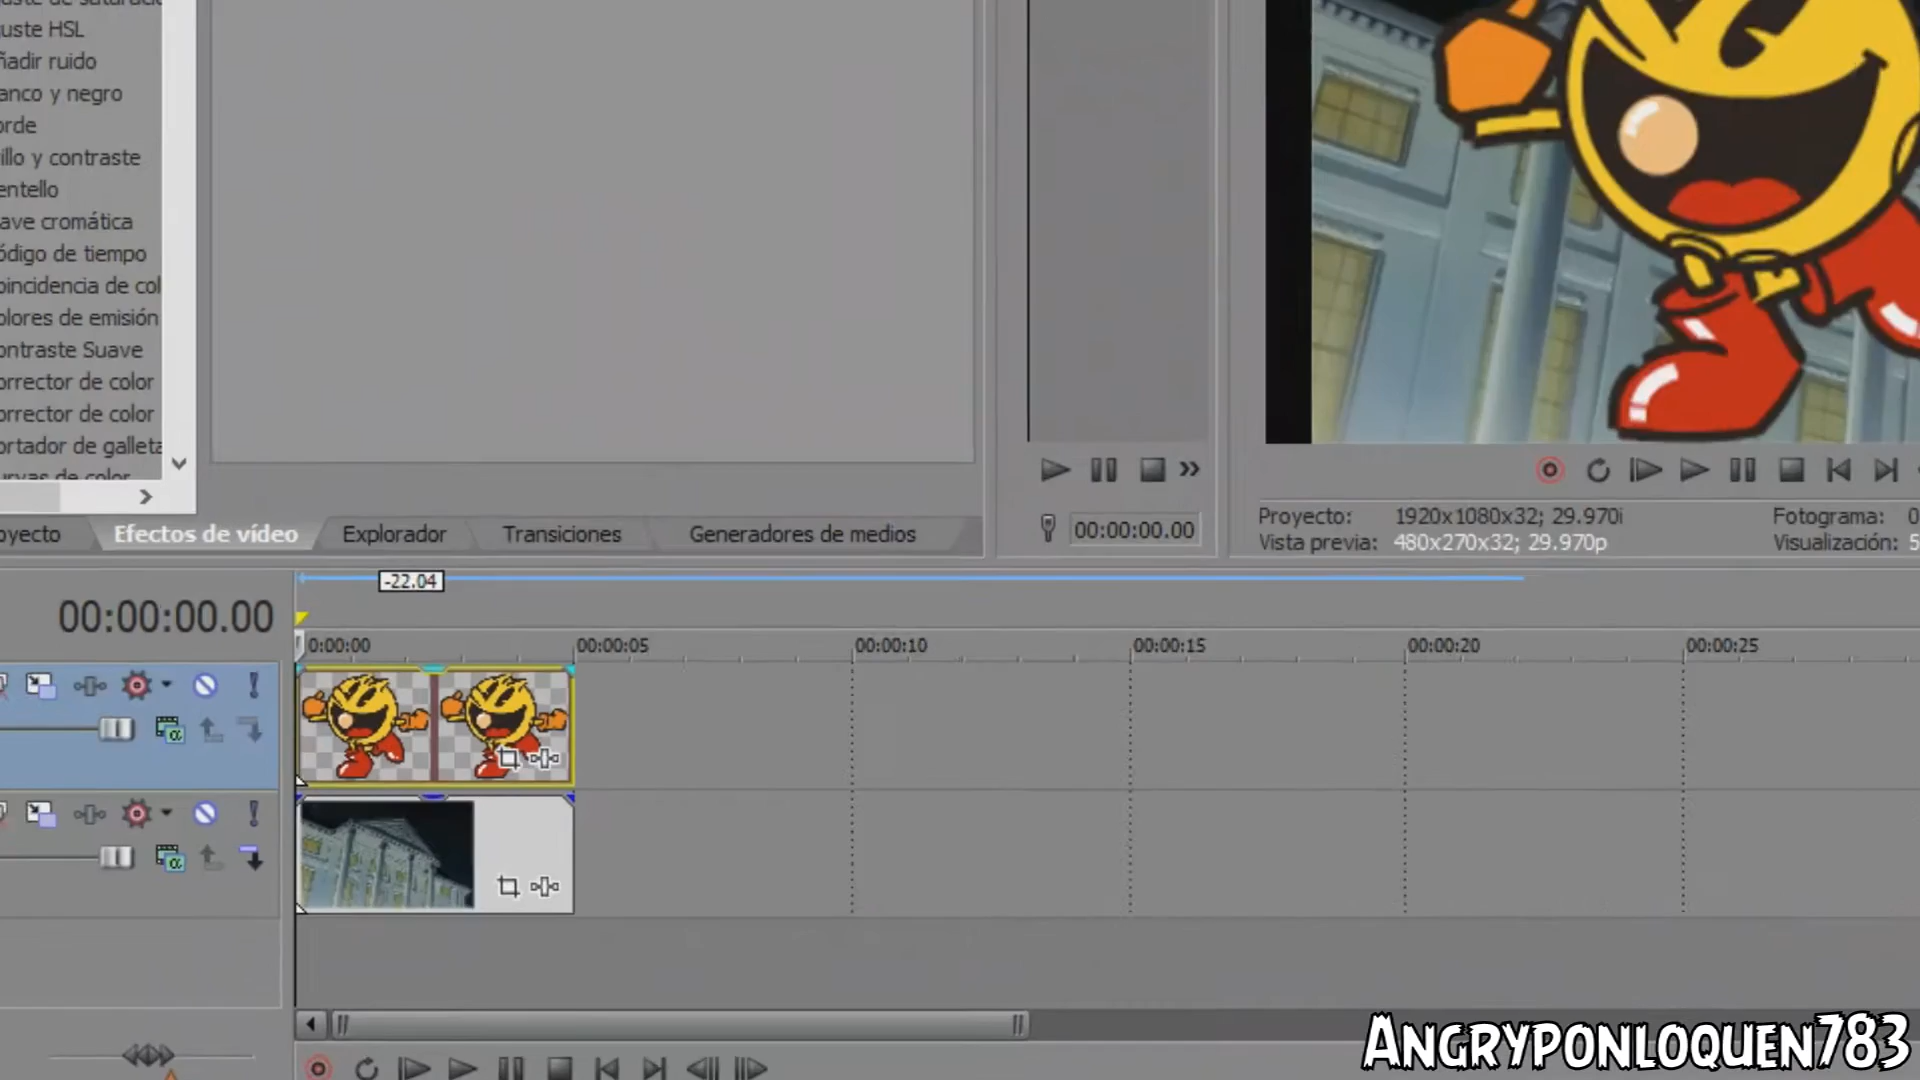 uste HSL
ñadir ruido
anco y negro
orde
illo y contraste
entello
ave cromática
ódigo de tiempo
oincidencia de col
olores de emisión
ontraste Suave
orrector de color
orrector de color
ortador de galleta
urvas de color
oyecto
Efectos de vídeo
Explorador
Transiciones
Generadores de medios
00:00:00.00
Proyecto: 1920x1080x32; 29.970i
Fotograma: 0
Vista previa: 480x270x32; 29.970p
Visualización: 5
-22.04
00:00:00.00
0:00:00
00:00:05
00:00:10
00:00:15
00:00:20
00:00:25
Angryponloquen783